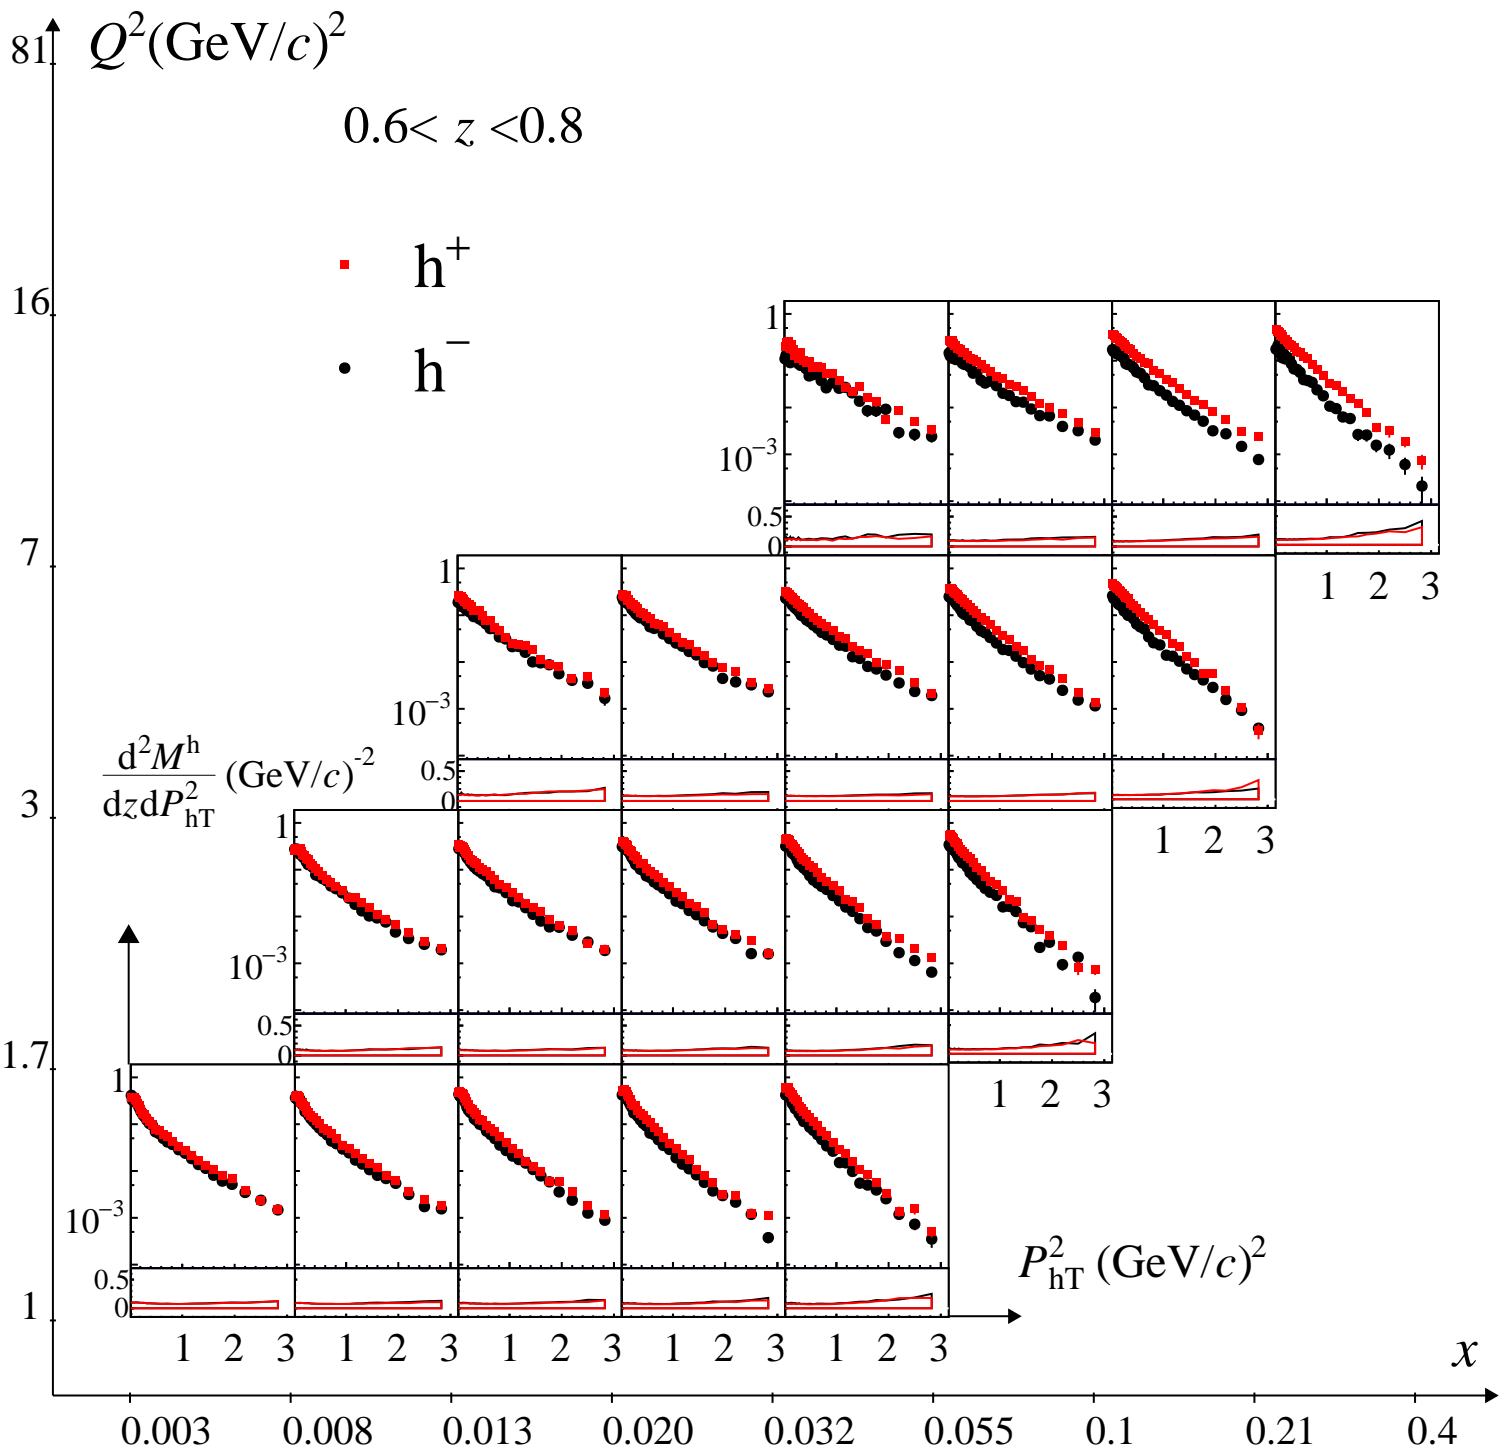 81
Q²(GeV/c)²
0.6< z <0.8
h⁺
h⁻
16
1
10⁻³
0.5
0
1 2 3
7
1
10⁻³
0.5
0
1 2 3
d²Mʰ
dzdP²hT
(GeV/c)⁻²
3
1
10⁻³
0.5
0
1 2 3
1.7
1
10⁻³
0.5
0
P²hT (GeV/c)²
1
1 2 3 1 2 3 1 2 3 1 2 3 1 2 3
x
0.003 0.008 0.013 0.020 0.032 0.055 0.1 0.21 0.4